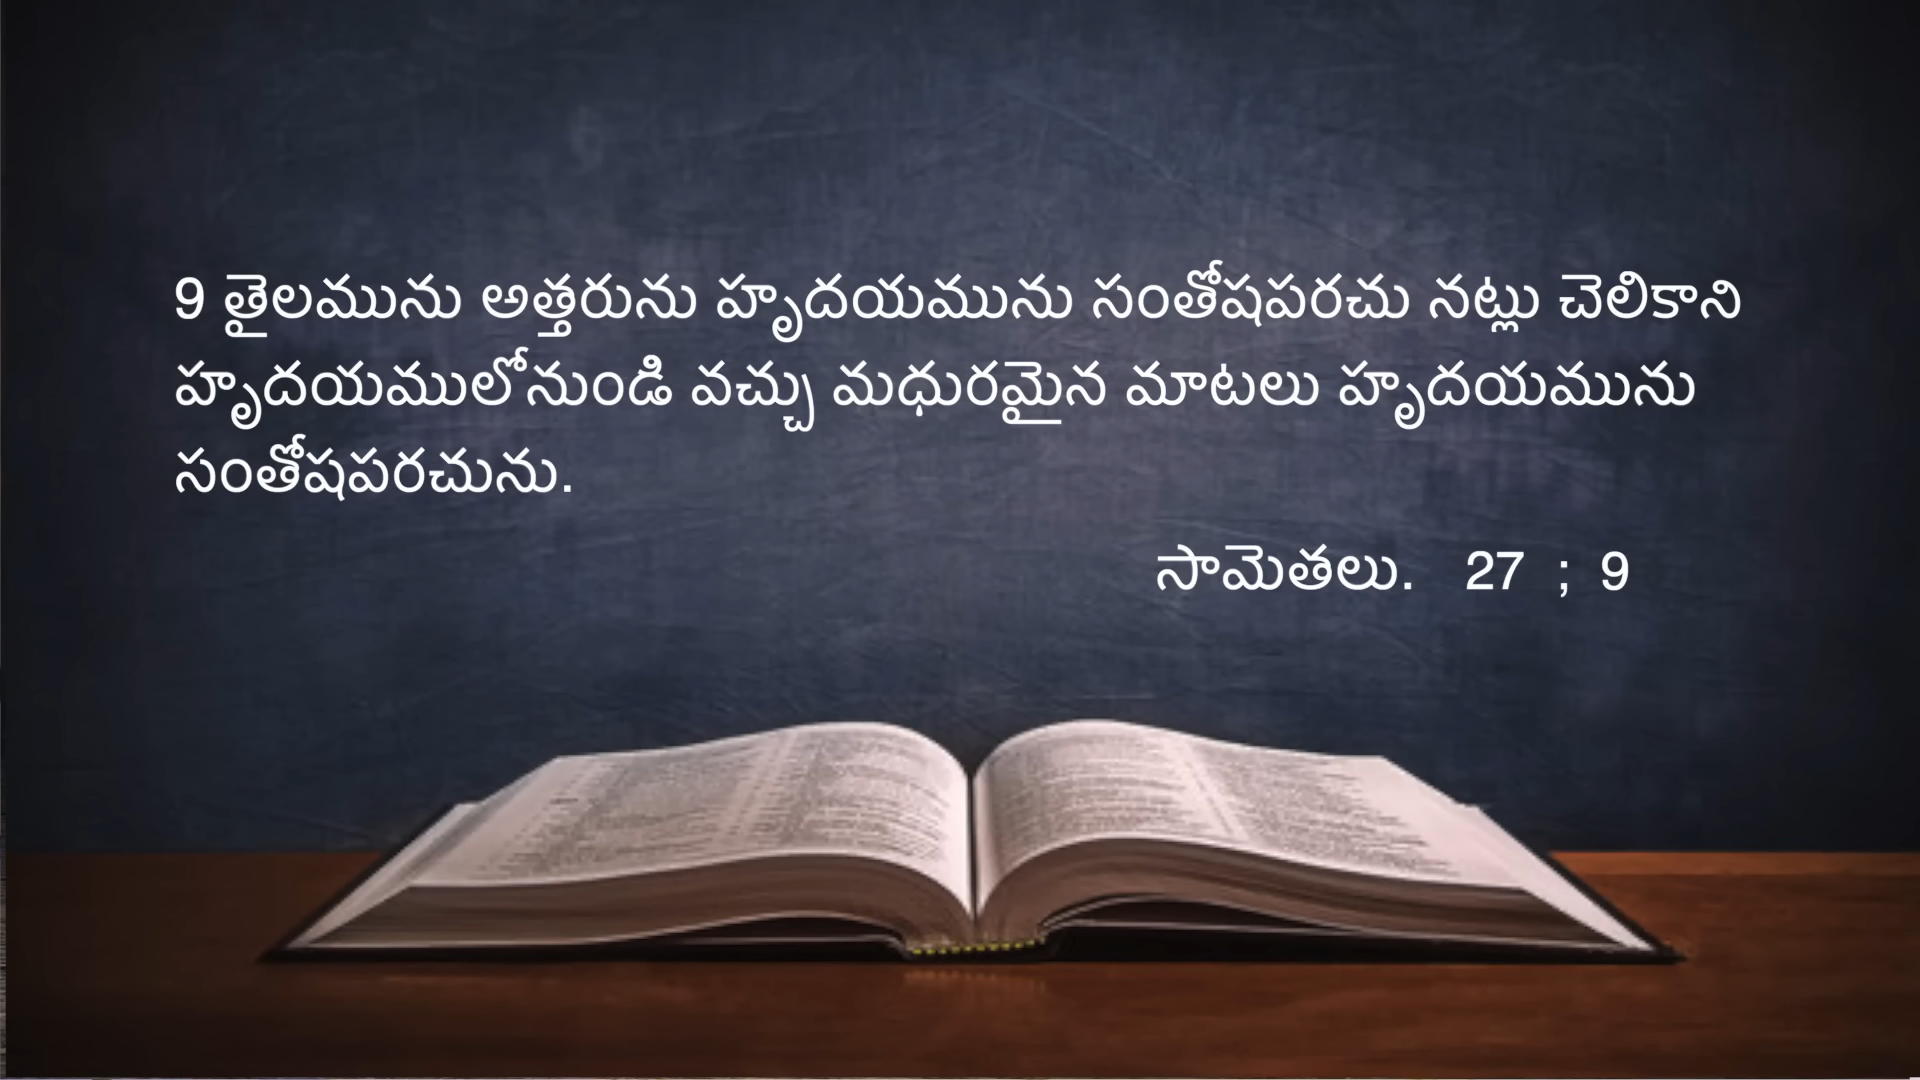 9 తైలమును అత్తరును హృదయమును సంతోషపరచు నట్లు చెలికాని
హృదయములోనుండి వచ్చు మధురమైన మాటలు హృదయమును
సంతోషపరచును.
సామెతలు. 27 ; 9